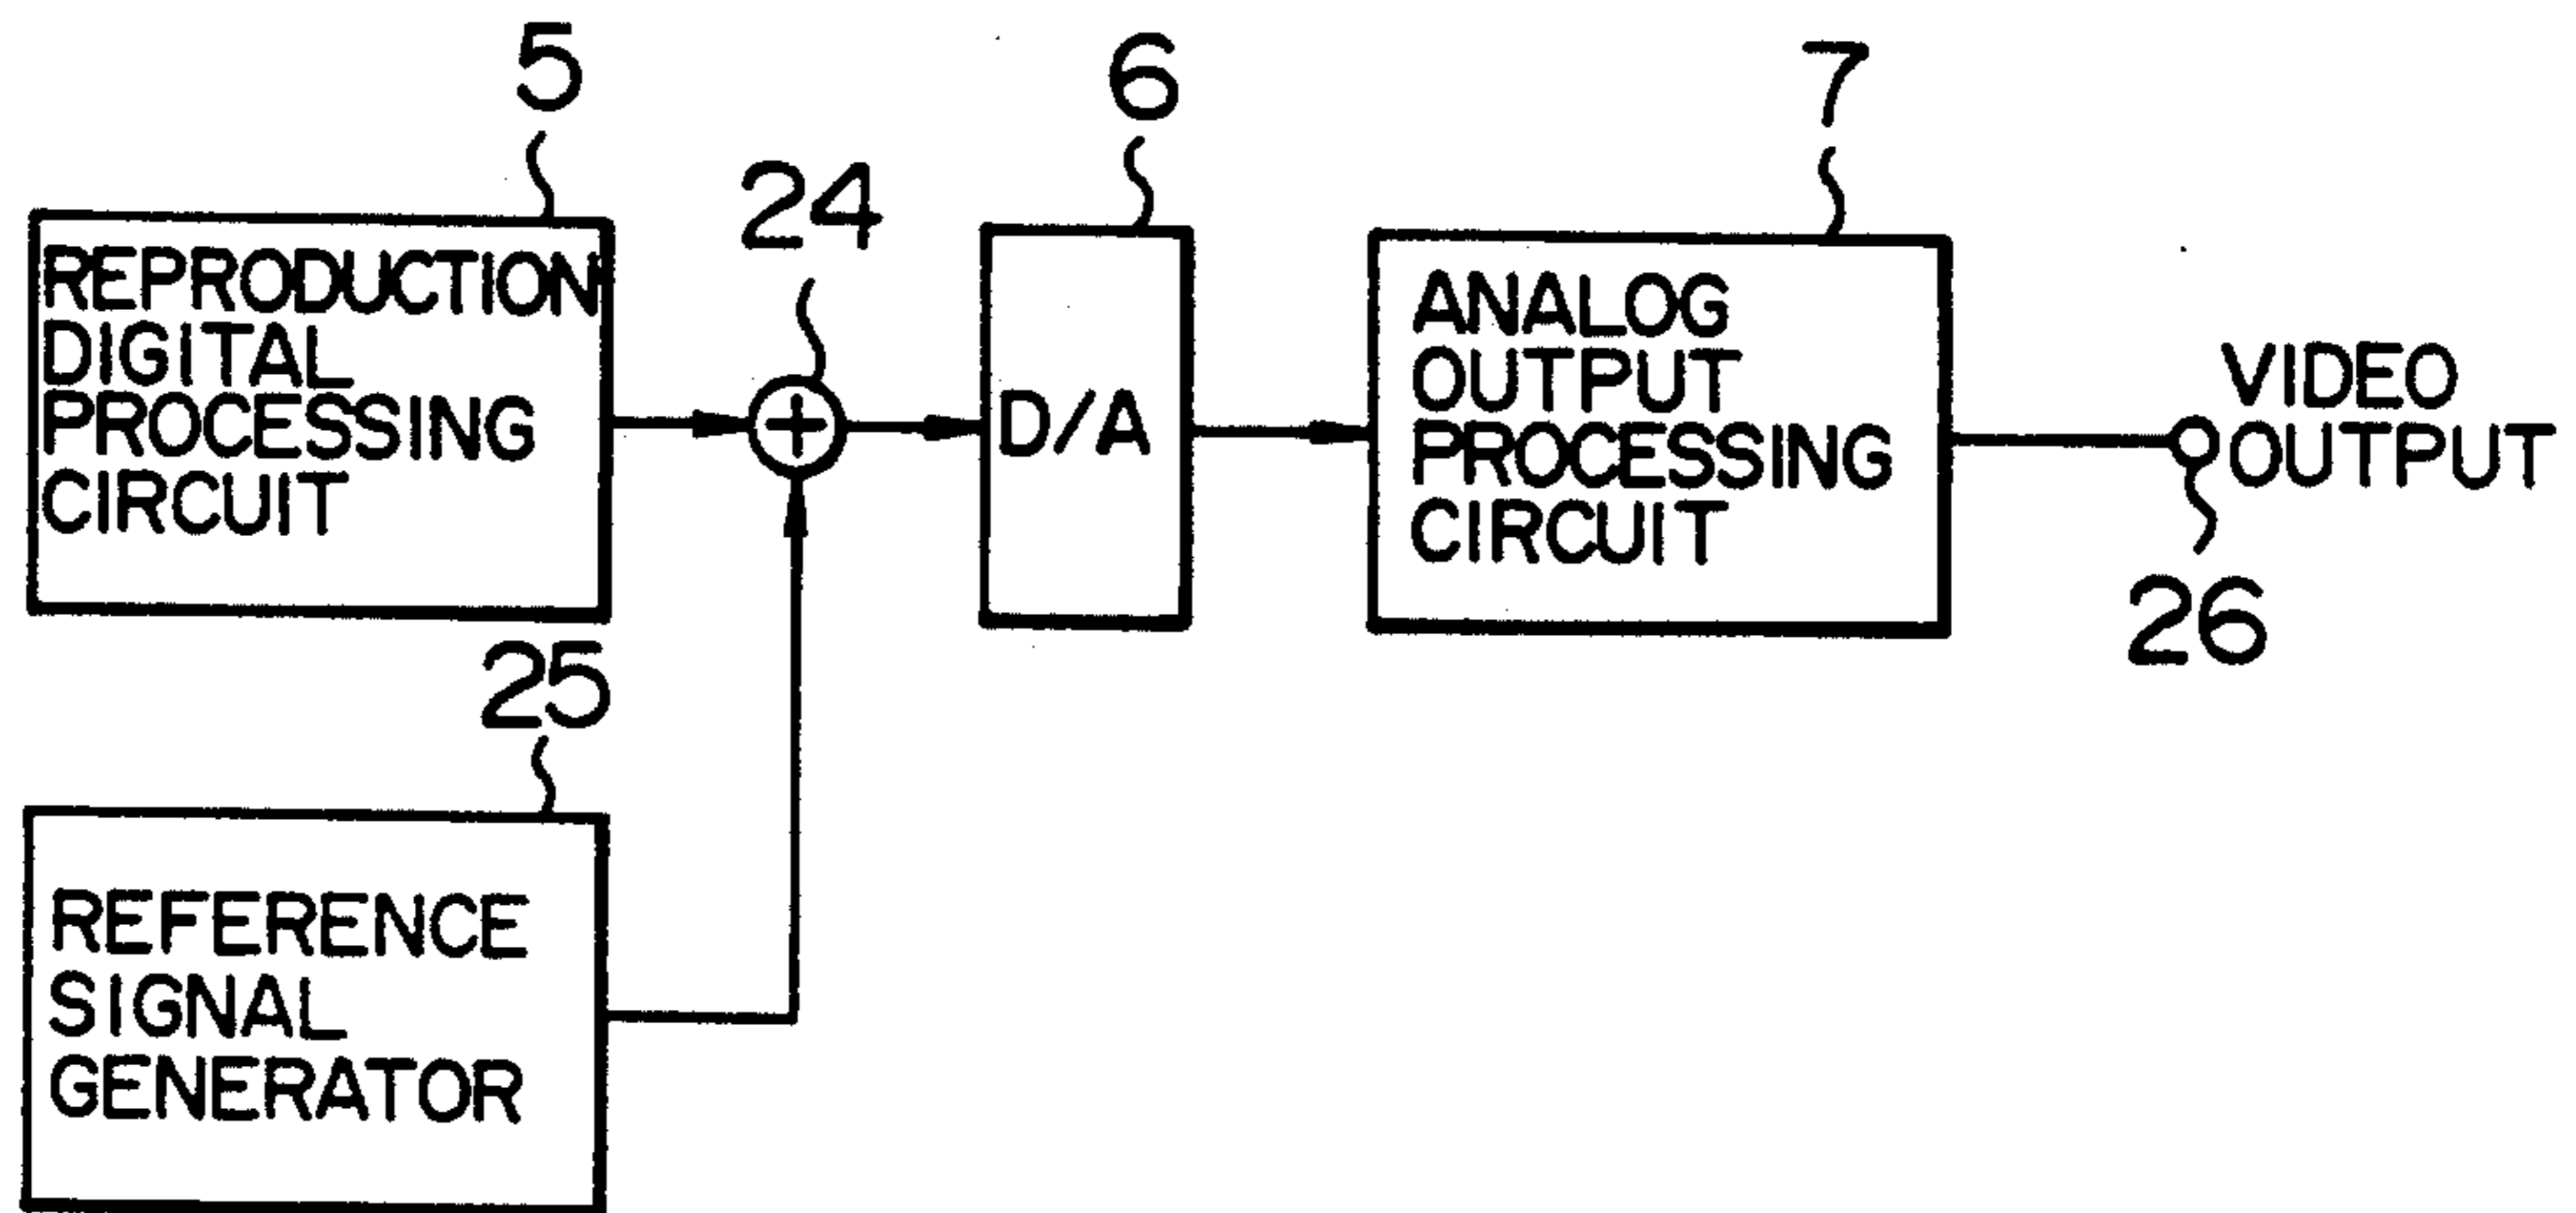 5
6
7
24
REPRODUCTION
DIGITAL
PROCESSING
CIRCUIT
D/A
ANALOG
OUTPUT
PROCESSING
CIRCUIT
VIDEO
OUTPUT
26
25
REFERENCE
SIGNAL
GENERATOR